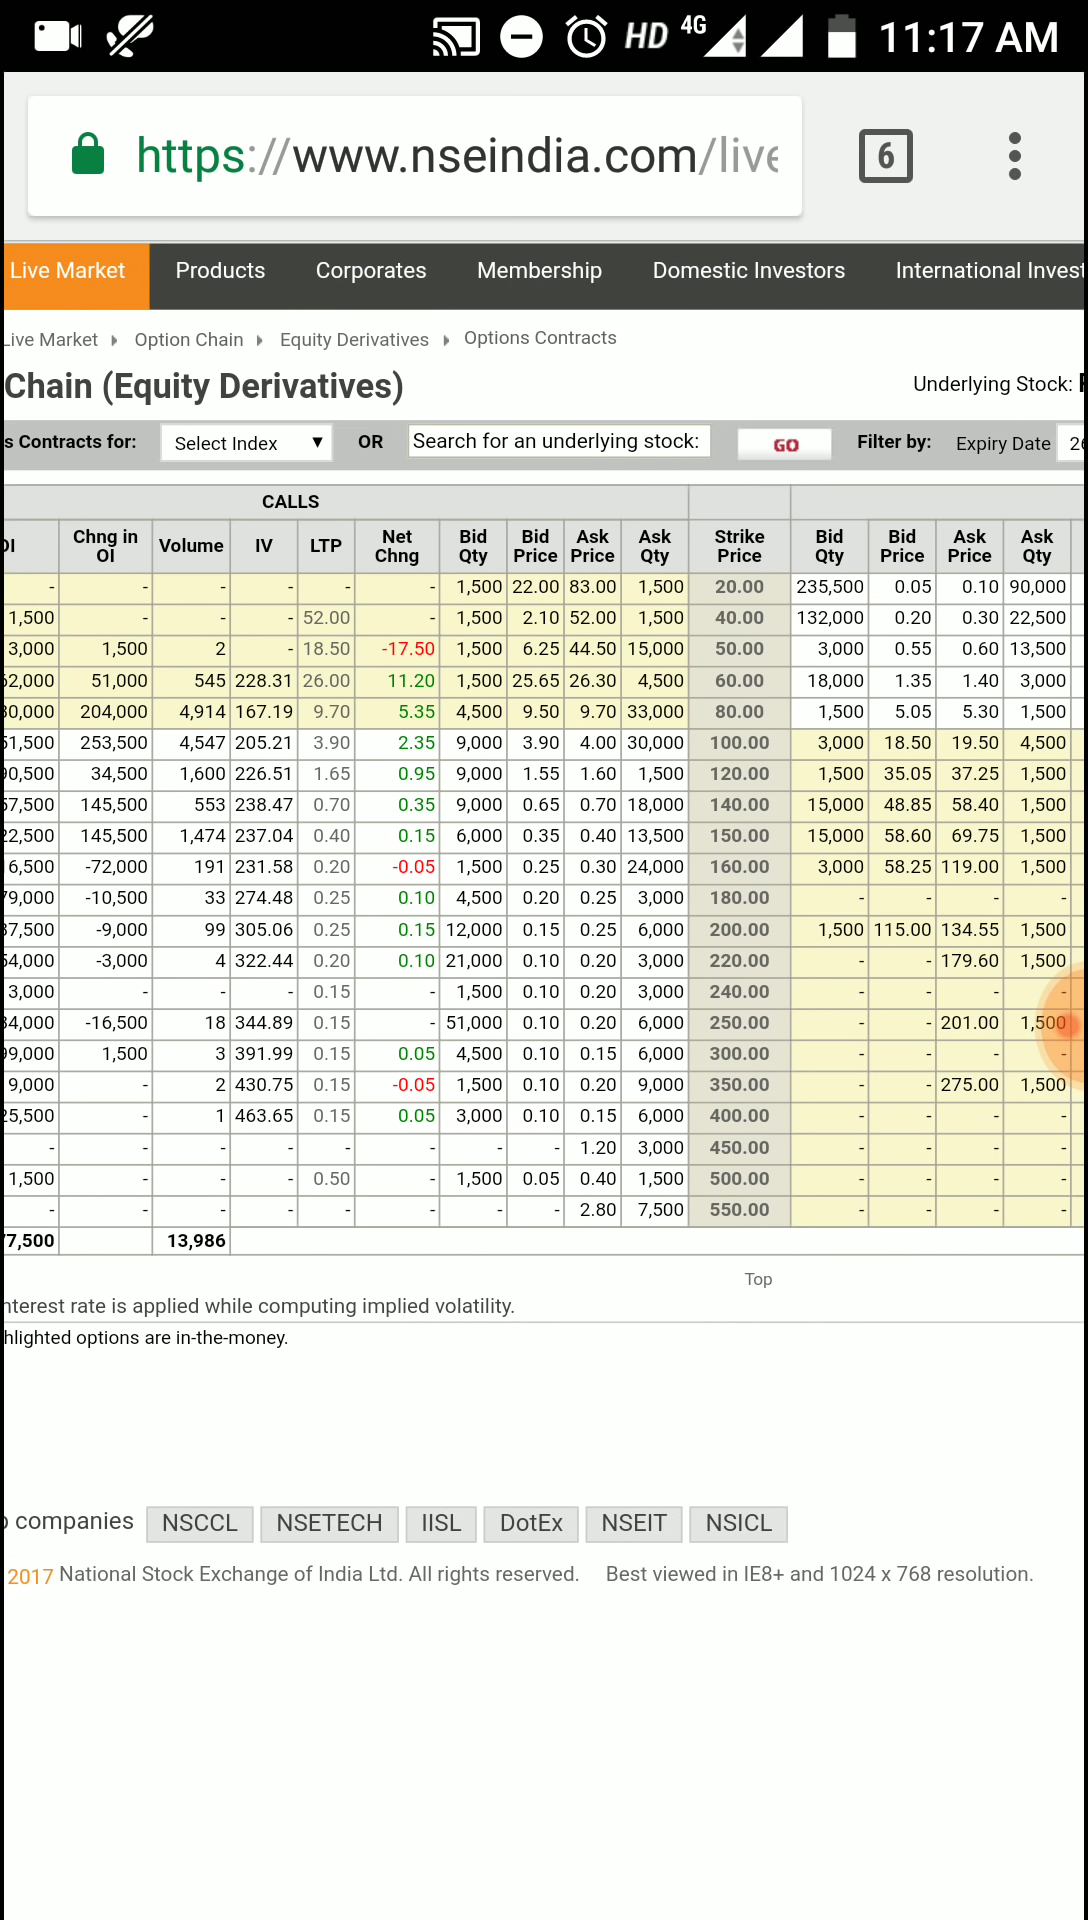 HD 4G 11:17 AM
https://www.nseindia.com/live
6
Live Market Products Corporates Membership Domestic Investors International Invest
Live Market Option Chain Equity Derivatives Options Contracts
Chain (Equity Derivatives) Underlying Stock:
s Contracts for: Select Index OR Search for an underlying stock: GO Filter by: Expiry Date 26
CALLS
OI Chng in OI Volume IV LTP Net Chng Bid Qty Bid Price Ask Price Ask Qty Strike Price Bid Qty Bid Price Ask Price Ask Qty
- - - - - - 1,500 22.00 83.00 1,500 20.00 235,500 0.05 0.10 90,000
1,500 - - - 52.00 - 1,500 2.10 52.00 1,500 40.00 132,000 0.20 0.30 22,500
3,000 1,500 2 - 18.50 -17.50 1,500 6.25 44.50 15,000 50.00 3,000 0.55 0.60 13,500
62,000 51,000 545 228.31 26.00 11.20 1,500 25.65 26.30 4,500 60.00 18,000 1.35 1.40 3,000
30,000 204,000 4,914 167.19 9.70 5.35 4,500 9.50 9.70 33,000 80.00 1,500 5.05 5.30 1,500
51,500 253,500 4,547 205.21 3.90 2.35 9,000 3.90 4.00 30,000 100.00 3,000 18.50 19.50 4,500
90,500 34,500 1,600 226.51 1.65 0.95 9,000 1.55 1.60 1,500 120.00 1,500 35.05 37.25 1,500
57,500 145,500 553 238.47 0.70 0.35 9,000 0.65 0.70 18,000 140.00 15,000 48.85 58.40 1,500
22,500 145,500 1,474 237.04 0.40 0.15 6,000 0.35 0.40 13,500 150.00 15,000 58.60 69.75 1,500
6,500 -72,000 191 231.58 0.20 -0.05 1,500 0.25 0.30 24,000 160.00 3,000 58.25 119.00 1,500
79,000 -10,500 33 274.48 0.25 0.10 4,500 0.20 0.25 3,000 180.00 - - - -
37,500 -9,000 99 305.06 0.25 0.15 12,000 0.15 0.25 6,000 200.00 1,500 115.00 134.55 1,500
54,000 -3,000 4 322.44 0.20 0.10 21,000 0.10 0.20 3,000 220.00 - - 179.60 1,500
3,000 - - - 0.15 - 1,500 0.10 0.20 3,000 240.00 - - - -
34,000 -16,500 18 344.89 0.15 - 51,000 0.10 0.20 6,000 250.00 - - 201.00 1,500
99,000 1,500 3 391.99 0.15 0.05 4,500 0.10 0.15 6,000 300.00 - - - -
9,000 - 2 430.75 0.15 -0.05 1,500 0.10 0.20 9,000 350.00 - - 275.00 1,500
25,500 - 1 463.65 0.15 0.05 3,000 0.10 0.15 6,000 400.00 - - - -
- - - - - - - - 1.20 3,000 450.00 - - - -
1,500 - - - 0.50 - 1,500 0.05 0.40 1,500 500.00 - - - -
- - - - - - - - 2.80 7,500 550.00 - - - -
77,500 13,986
Top
nterest rate is applied while computing implied volatility.
hlighted options are in-the-money.
companies NSCCL NSETECH IISL DotEx NSEIT NSICL
2017 National Stock Exchange of India Ltd. All rights reserved. Best viewed in IE8+ and 1024 x 768 resolution.